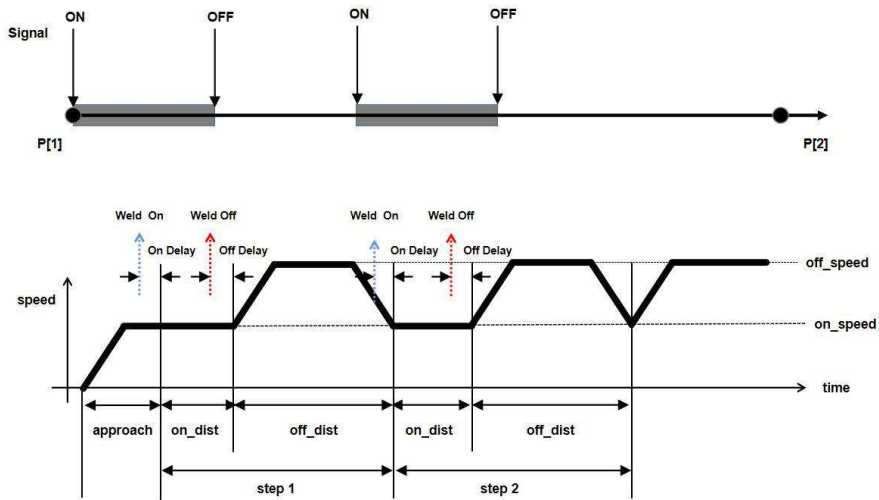 ON OFF ON OFF
Signal
P[1] P[2]
Weld On Weld Off Weld On Weld Off
On Delay Off Delay On Delay Off Delay
off_speed
speed
on_speed
time
approach on_dist off_dist on_dist off_dist
step 1 step 2